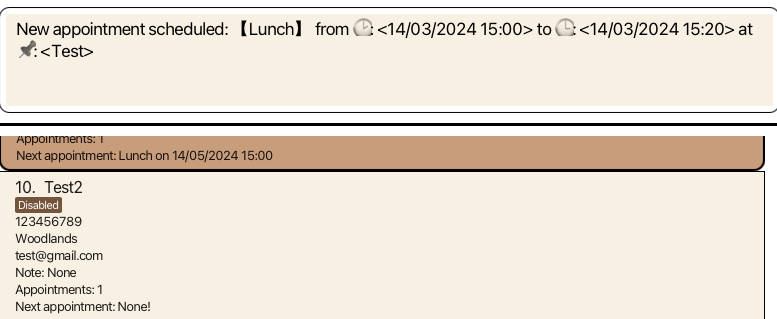 New appointment scheduled: 【Lunch】 from 🕒: <14/03/2024 15:00> to 🕒: <14/03/2024 15:20> at
📌: <Test>
Appointments: 1
Next appointment: Lunch on 14/05/2024 15:00
10. Test2
Disabled
123456789
Woodlands
test@gmail.com
Note: None
Appointments: 1
Next appointment: None!